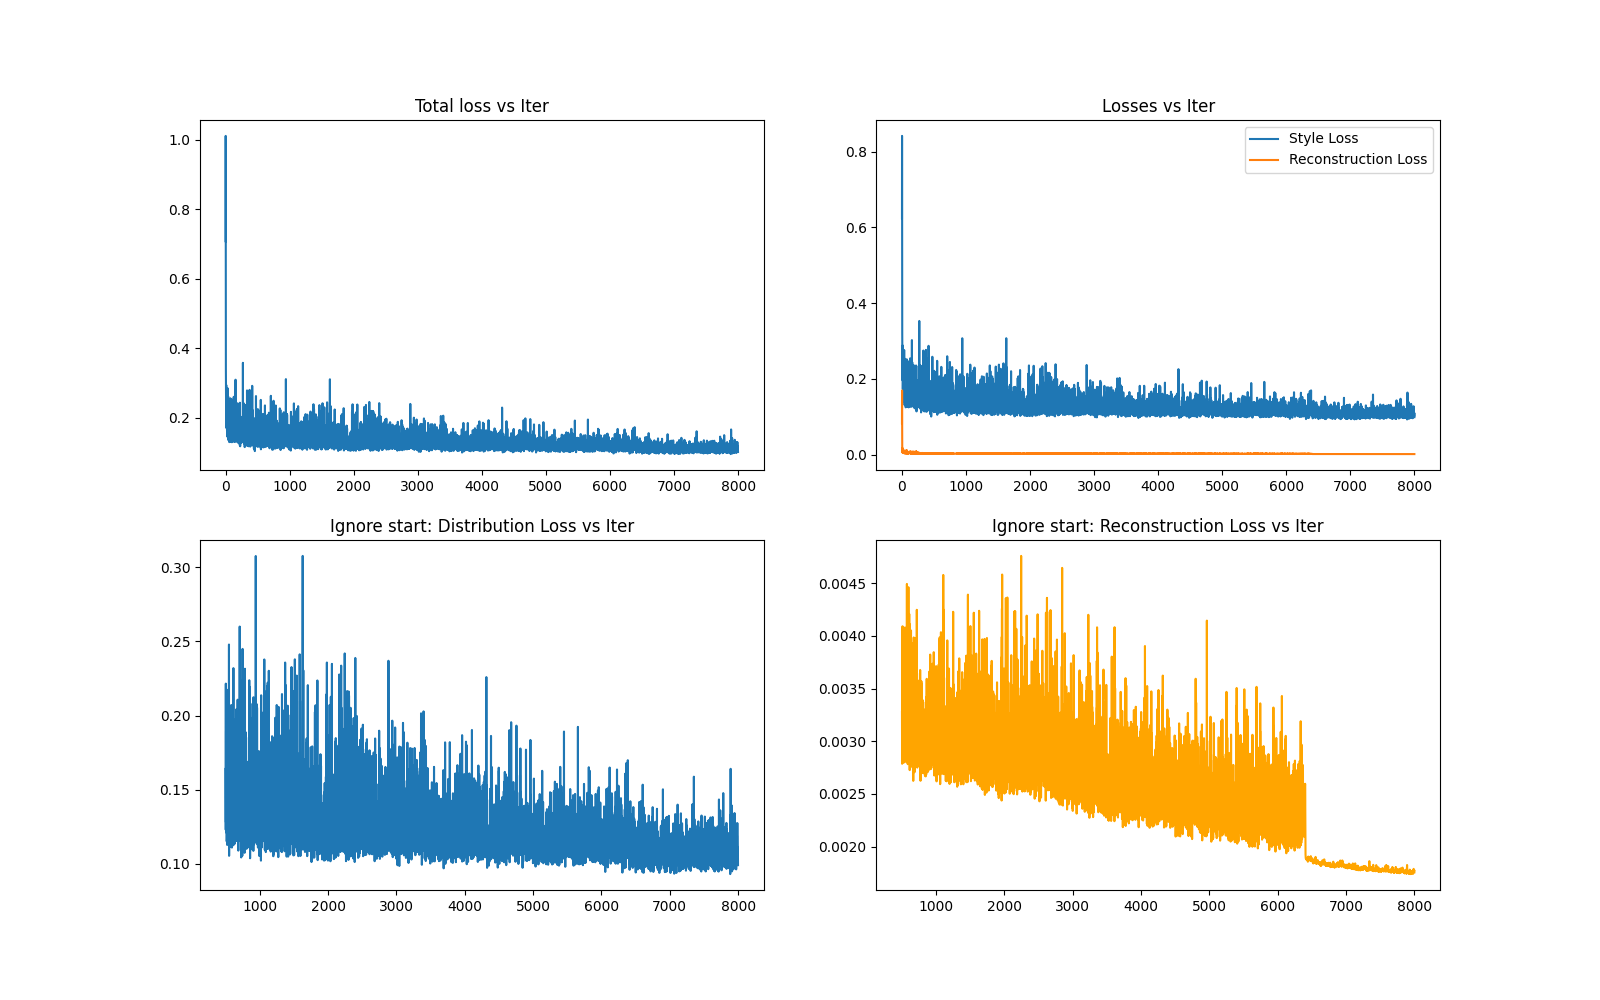 Total loss vs Iter
1.0
0.8
0.6
0.4
0.2
0 1000 2000 3000 4000 5000 6000 7000 8000
Losses vs Iter
Style Loss
Reconstruction Loss
0.8
0.6
0.4
0.2
0.0
0 1000 2000 3000 4000 5000 6000 7000 8000
Ignore start: Distribution Loss vs Iter
0.30
0.25
0.20
0.15
0.10
1000 2000 3000 4000 5000 6000 7000 8000
Ignore start: Reconstruction Loss vs Iter
0.0045
0.0040
0.0035
0.0030
0.0025
0.0020
1000 2000 3000 4000 5000 6000 7000 8000